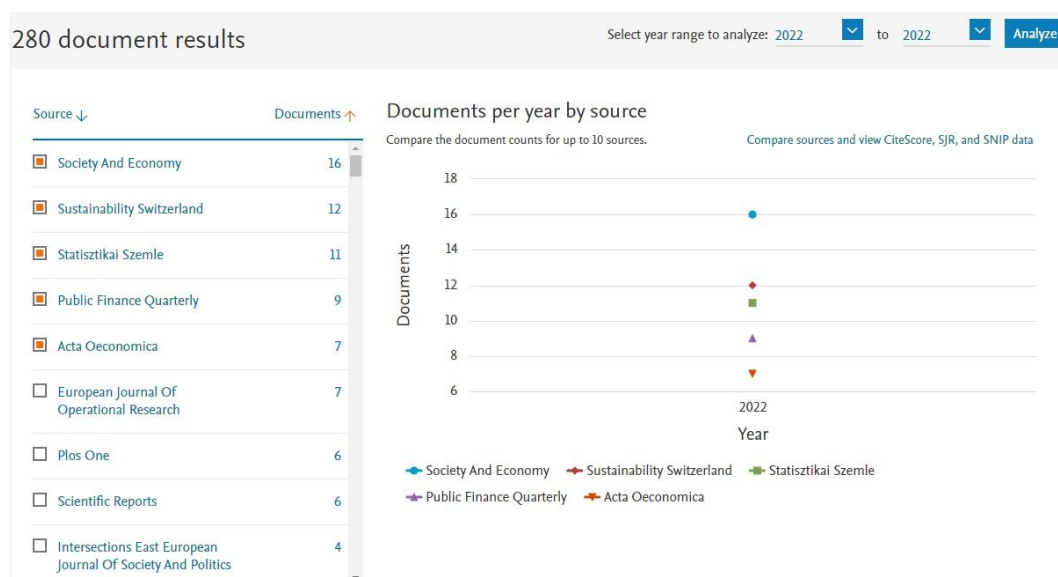 280 document results
Select year range to analyze: 2022 to 2022 Analyze
Source ↓ Documents ↑
Society And Economy 16
Sustainability Switzerland 12
Statisztikai Szemle 11
Public Finance Quarterly 9
Acta Oeconomica 7
European Journal Of
Operational Research 7
Plos One 6
Scientific Reports 6
Intersections East European
Journal Of Society And Politics 4
Documents per year by source
Compare the document counts for up to 10 sources.
Compare sources and view CiteScore, SJR, and SNIP data
18
16
14
12
10
8
6
Documents
2022
Year
Society And Economy Sustainability Switzerland Statisztikai Szemle
Public Finance Quarterly Acta Oeconomica